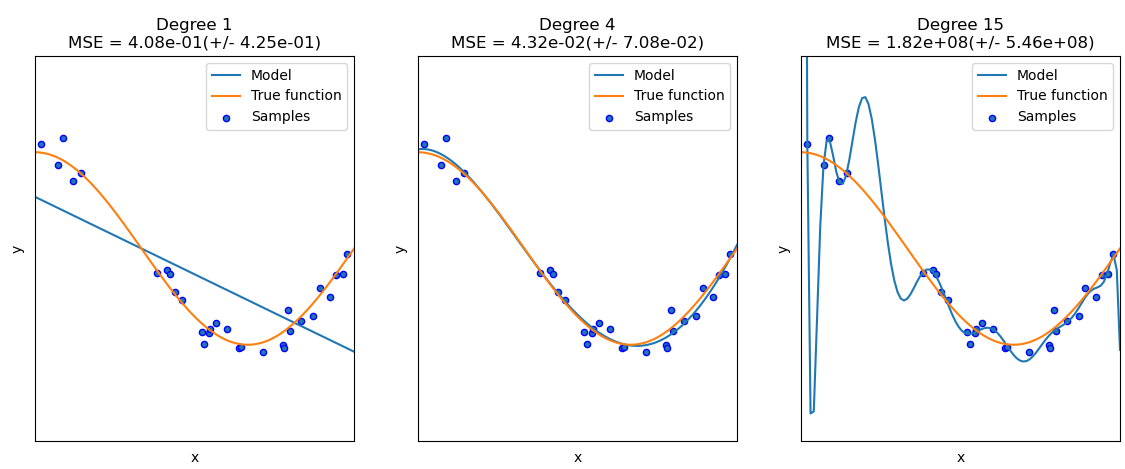 Degree 1
MSE = 4.08e-01(+/- 4.25e-01)
Model
True function
Samples
y
x
Degree 4
MSE = 4.32e-02(+/- 7.08e-02)
Model
True function
Samples
y
x
Degree 15
MSE = 1.82e+08(+/- 5.46e+08)
Model
True function
Samples
y
x